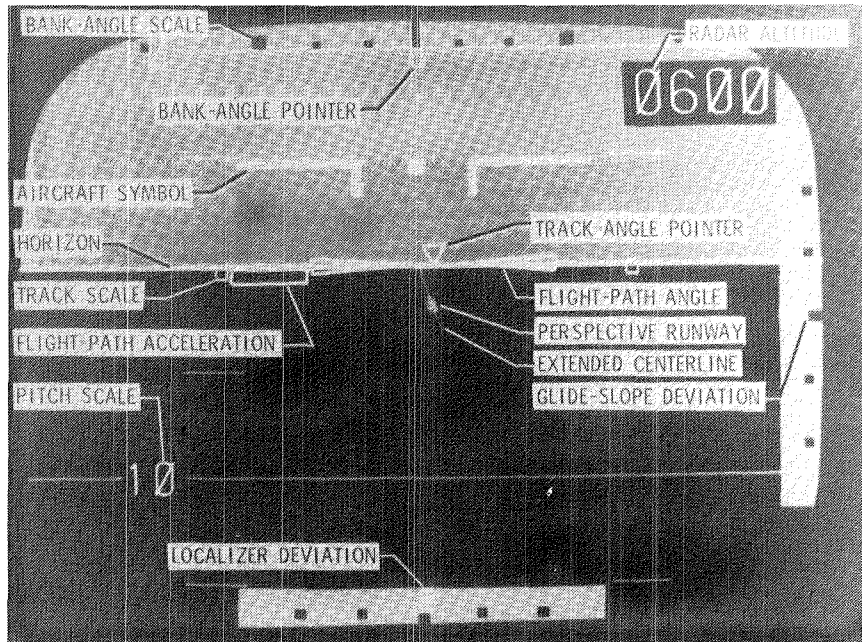 BANK-ANGLE SCALE
RADAR ALTITUDE
0600
BANK-ANGLE POINTER
AIRCRAFT SYMBOL
TRACK-ANGLE POINTER
HORIZON
TRACK SCALE
FLIGHT-PATH ANGLE
FLIGHT-PATH ACCELERATION
PERSPECTIVE RUNWAY
EXTENDED CENTERLINE
PITCH SCALE
GLIDE-SLOPE DEVIATION
10
LOCALIZER DEVIATION